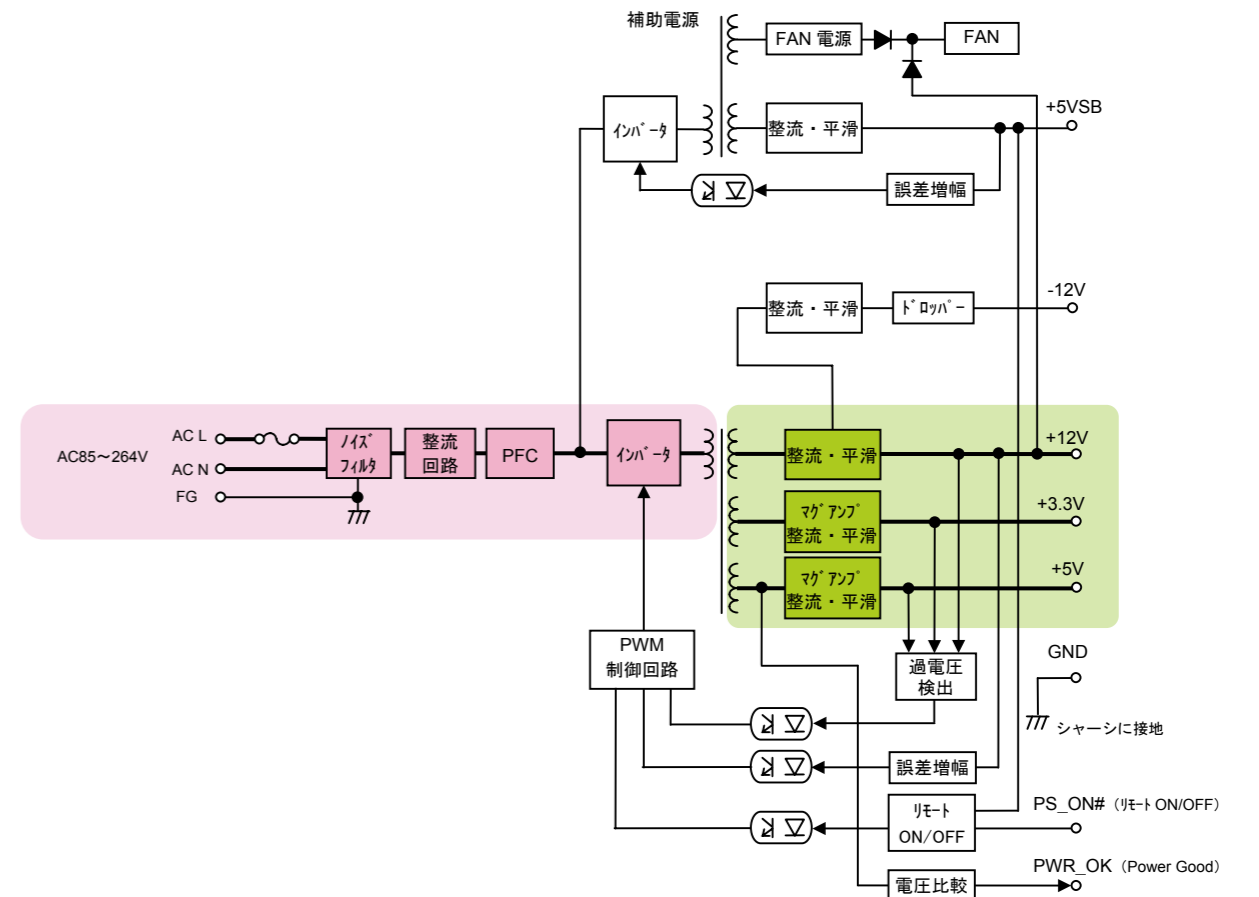 補助電源
FAN 電源
FAN
+5VSB
ｲﾝﾊﾞｰﾀ
整流・平滑
誤差増幅
-12V
整流・平滑
ﾄﾞﾛｯﾊﾟｰ
AC85～264V
AC L
AC N
FG
ﾉｲｽﾞ
ﾌｨﾙﾀ
整流
回路
PFC
ｲﾝﾊﾞｰﾀ
整流・平滑
+12V
ﾏｸﾞｱﾝﾌﾟ
整流・平滑
+3.3V
ﾏｸﾞｱﾝﾌﾟ
整流・平滑
+5V
PWM
制御回路
過電圧
検出
GND
シャーシに接地
誤差増幅
ﾘﾓｰﾄ
ON/OFF
PS_ON#（ﾘﾓｰﾄ ON/OFF）
電圧比較
PWR_OK（Power Good）